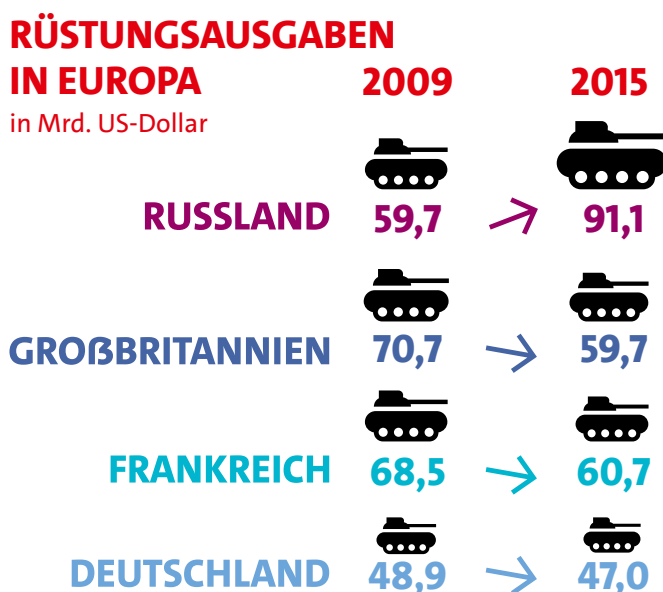 RÜSTUNGSAUSGABEN
IN EUROPA 2009 2015
in Mrd. US-Dollar
RUSSLAND 59,7 91,1
GROßBRITANNIEN 70,7 59,7
FRANKREICH 68,5 60,7
DEUTSCHLAND 48,9 47,0